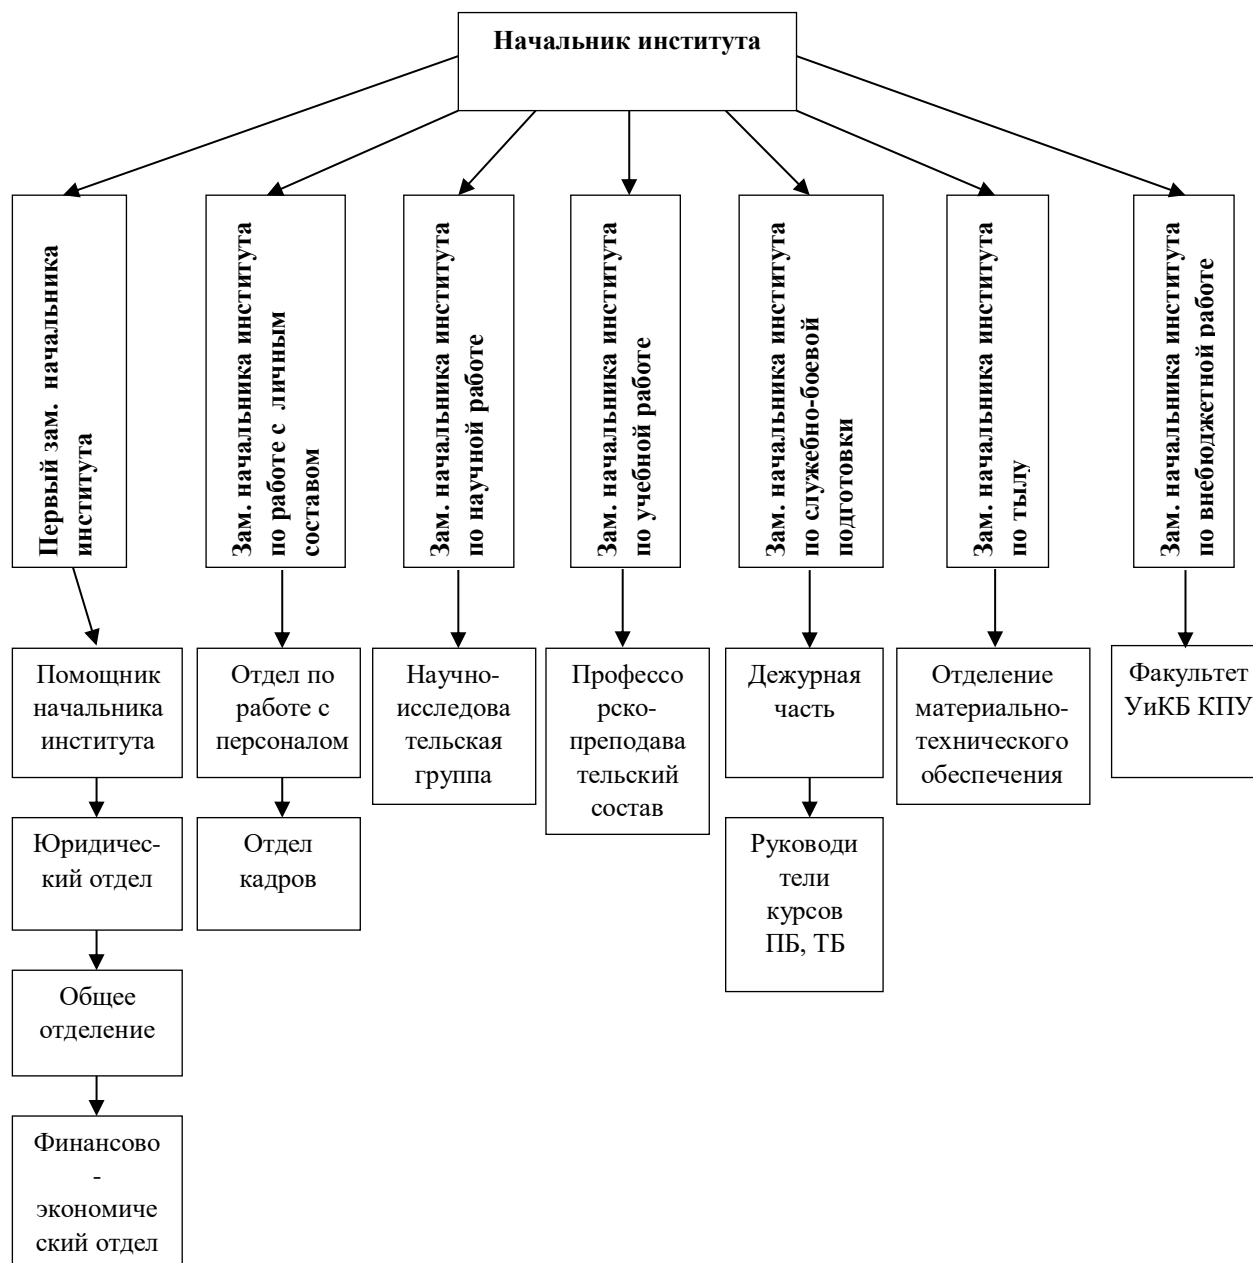 Начальник института
Первый зам.  начальника
института
Зам. начальника института
по работе с  личным
составом
Зам. начальника института
по научной работе
Зам. начальника института
по учебной работе
Зам. начальника института
по служебно-боевой
подготовки
Зам. начальника института
по тылу
Зам. начальника института
по внебюджетной работе
Помощник
начальника
института
Отдел по
работе с
персоналом
Научно-
исследова
тельская
группа
Профессо
рско-
преподава
тельский
состав
Дежурная
часть
Отделение
материально-
технического
обеспечения
Факультет
УиКБ КПУ
Юридичес-
кий отдел
Отдел
кадров
Руководи
тели
курсов
ПБ, ТБ
Общее
отделение
Финансово
-
экономиче
ский отдел